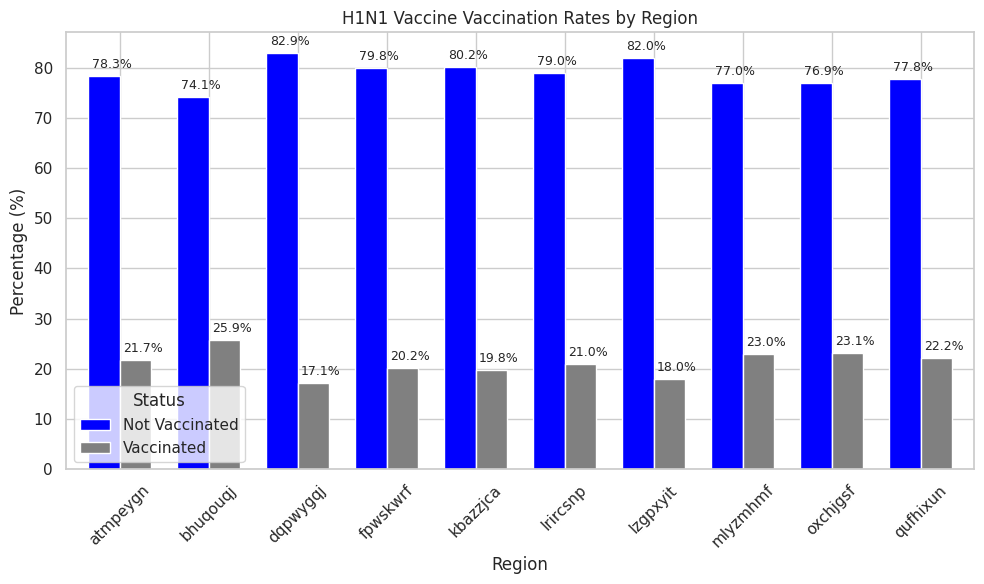 H1N1 Vaccine Vaccination Rates by Region
Percentage (%)
80
70
60
50
40
30
20
10
0
78.3%
74.1%
82.9%
79.8%
80.2%
79.0%
82.0%
77.0%
76.9%
77.8%
21.7%
25.9%
17.1%
20.2%
19.8%
21.0%
18.0%
23.0%
23.1%
22.2%
Status
Not Vaccinated
Vaccinated
atmpeygn
bhuqouqj
dqpwygqj
fpwskwrf
kbazzjca
lrircsnp
lzgpxyit
mlyzmhmf
oxchjgsf
qufhixun
Region